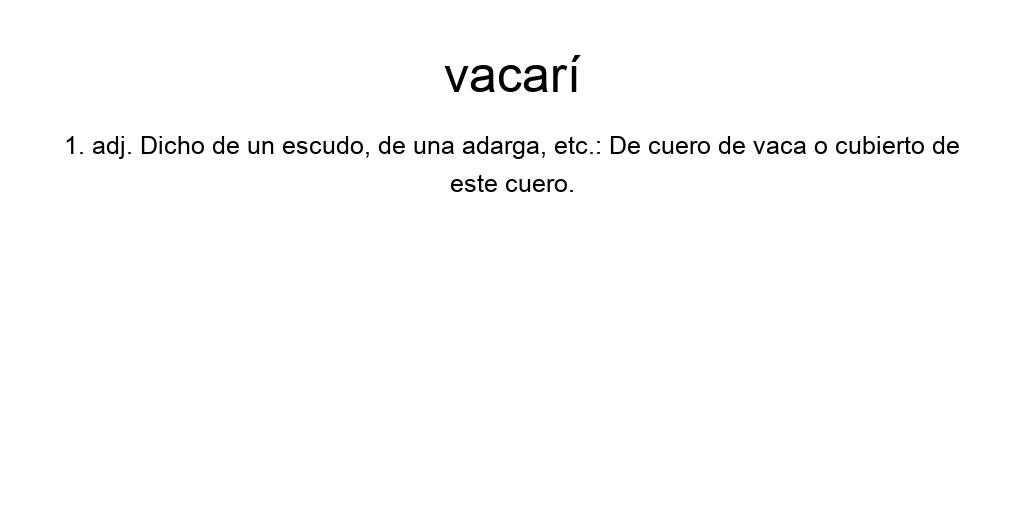 vacarí
1. adj. Dicho de un escudo, de una adarga, etc.: De cuero de vaca o cubierto de
este cuero.